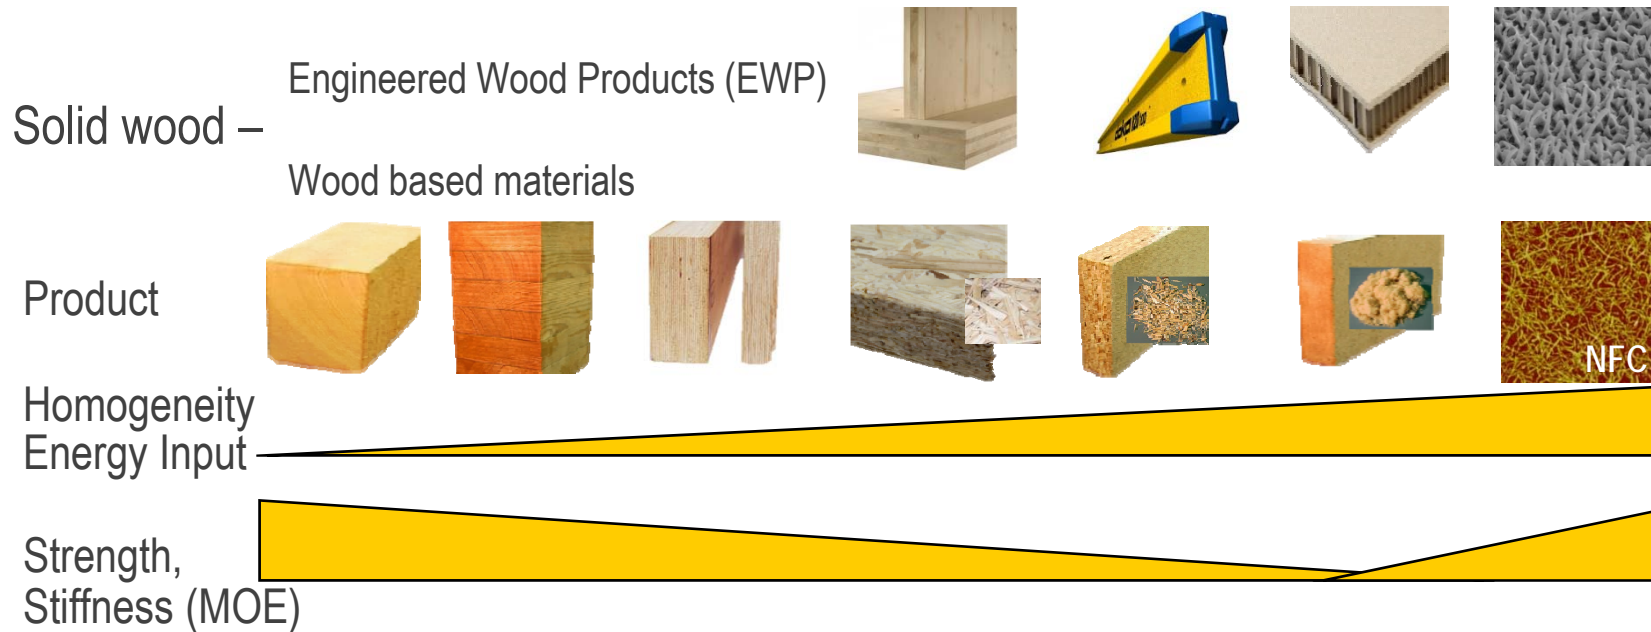 Engineered Wood Products (EWP)
Solid wood –
Wood based materials
Product
NFC
Homogeneity
Energy Input
Strength,
Stiffness (MOE)